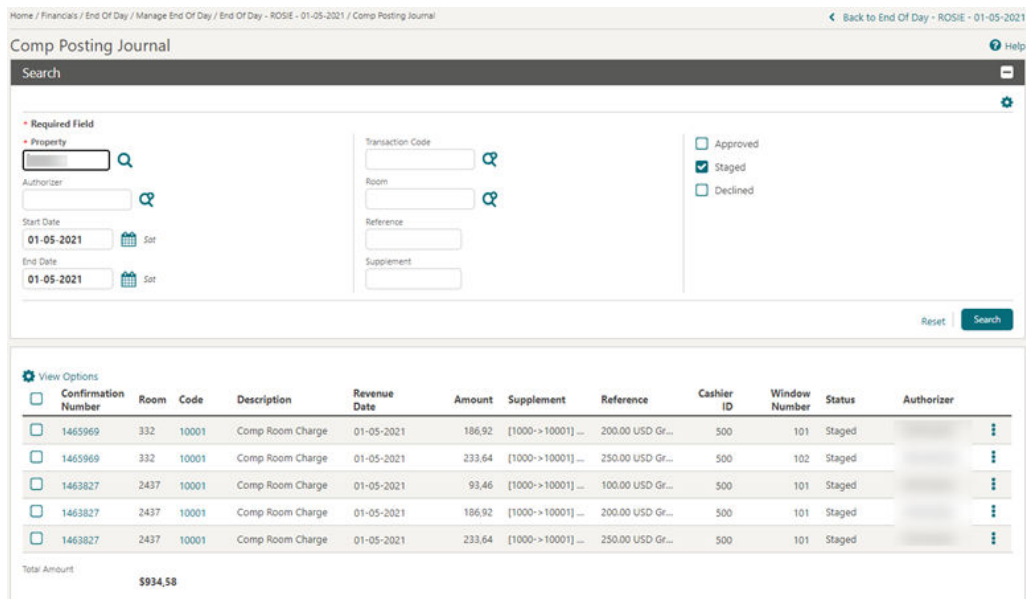 Home / Financials / End Of Day / Manage End Of Day / End Of Day - ROSIE - 01-05-2021 / Comp Posting Journal
Back to End Of Day - ROSIE - 01-05-2021
Comp Posting Journal
Help
Search
* Required Field
* Property
Transaction Code
Approved
Staged
Authorizer
Room
Declined
Start Date
Reference
01-05-2021 Sat
End Date
Supplement
01-05-2021 Sat
Reset Search
View Options
Confirmation Number Room Code Description Revenue Date Amount Supplement Reference Cashier ID Window Number Status Authorizer
1465969 332 10001 Comp Room Charge 01-05-2021 186,92 [1000->10001] ... 200.00 USD Gr... 500 101 Staged
1465969 332 10001 Comp Room Charge 01-05-2021 233,64 [1000->10001] ... 250.00 USD Gr... 500 102 Staged
1463827 2437 10001 Comp Room Charge 01-05-2021 93,46 [1000->10001] ... 100.00 USD Gr... 500 101 Staged
1463827 2437 10001 Comp Room Charge 01-05-2021 186,92 [1000->10001] ... 200.00 USD Gr... 500 101 Staged
1463827 2437 10001 Comp Room Charge 01-05-2021 233,64 [1000->10001] ... 250.00 USD Gr... 500 101 Staged
Total Amount
$934,58